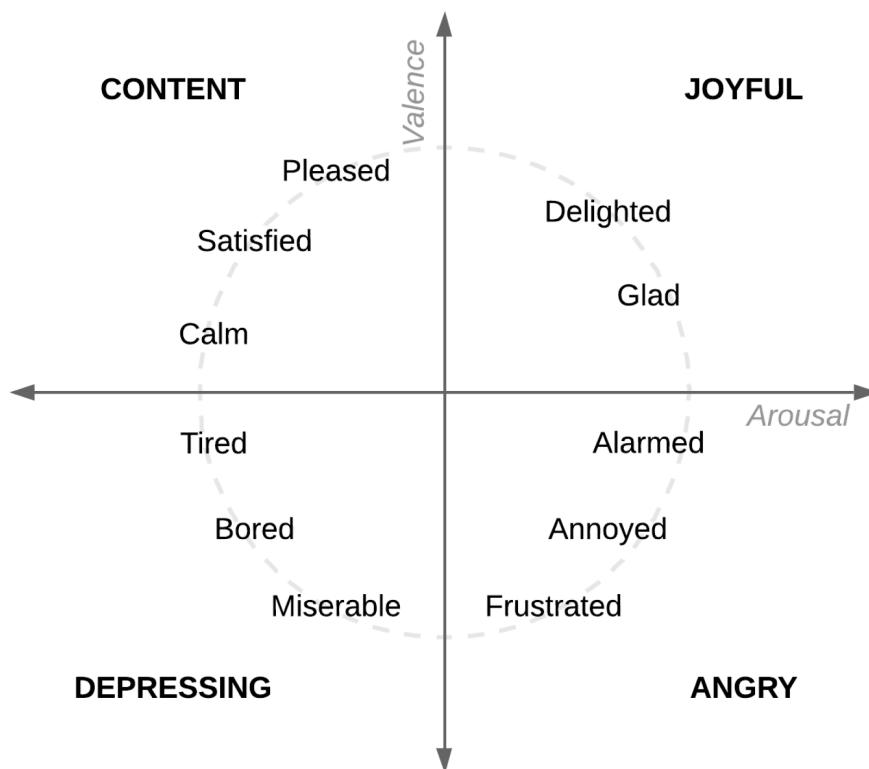 CONTENT
JOYFUL
Valence
Pleased
Delighted
Satisfied
Glad
Calm
Arousal
Tired
Alarmed
Bored
Annoyed
Miserable
Frustrated
DEPRESSING
ANGRY